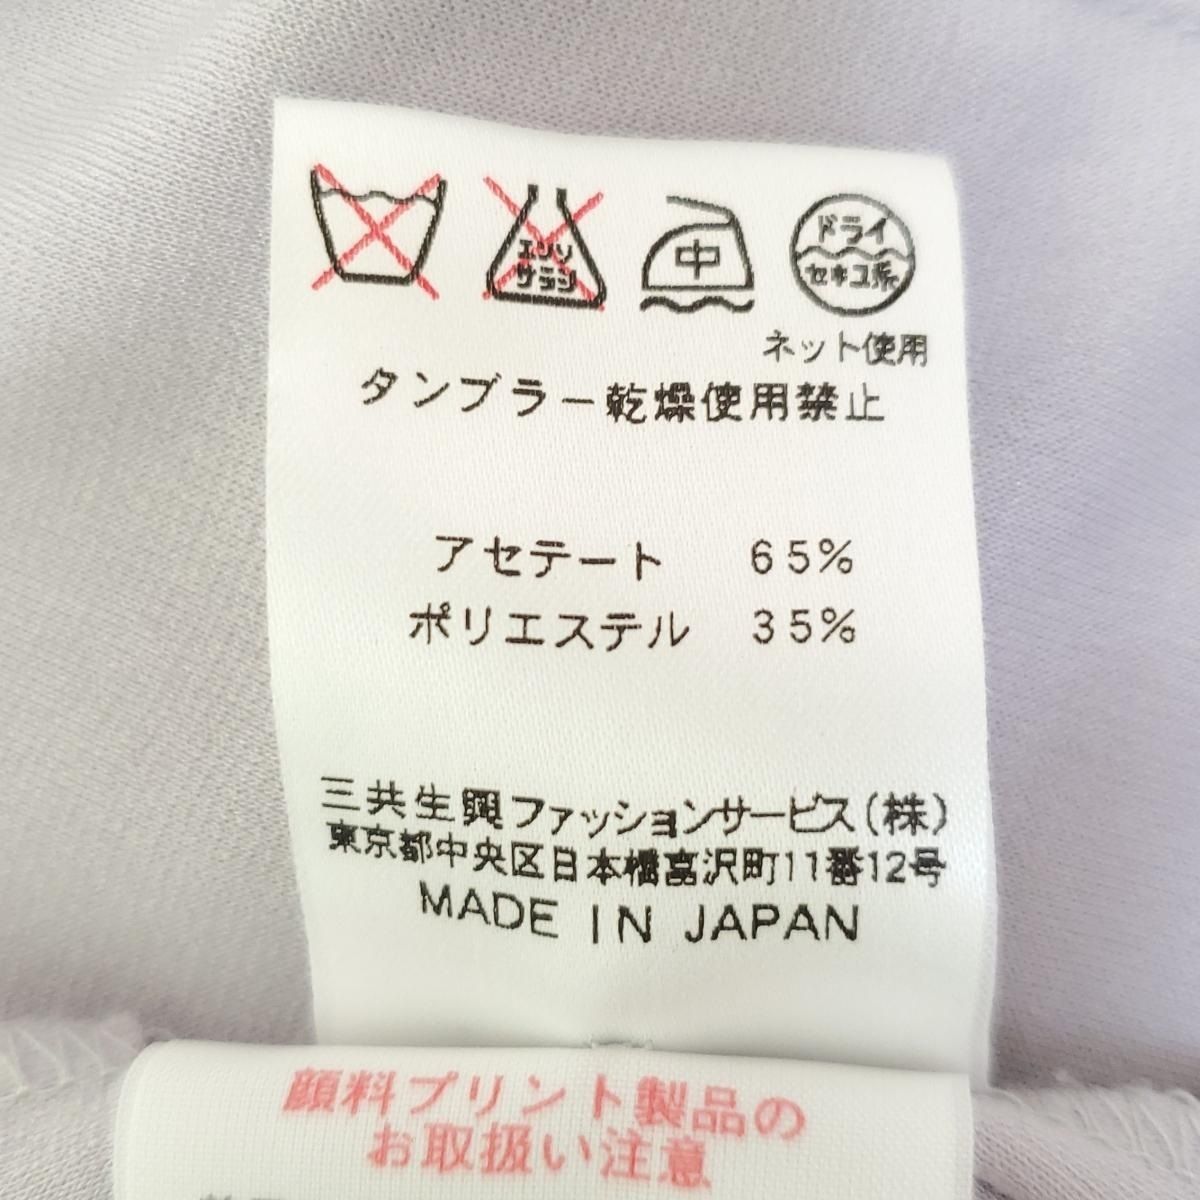 エンソ
サラシ
中
ドライ
セキユ系
ネット使用
タンブラー乾燥使用禁止
アセテート 65%
ポリエステル 35%
三共生興ファッションサービス(株)
東京都中央区日本橋富沢町11番12号
MADE IN JAPAN
顔料プリント製品の
お取扱い注意